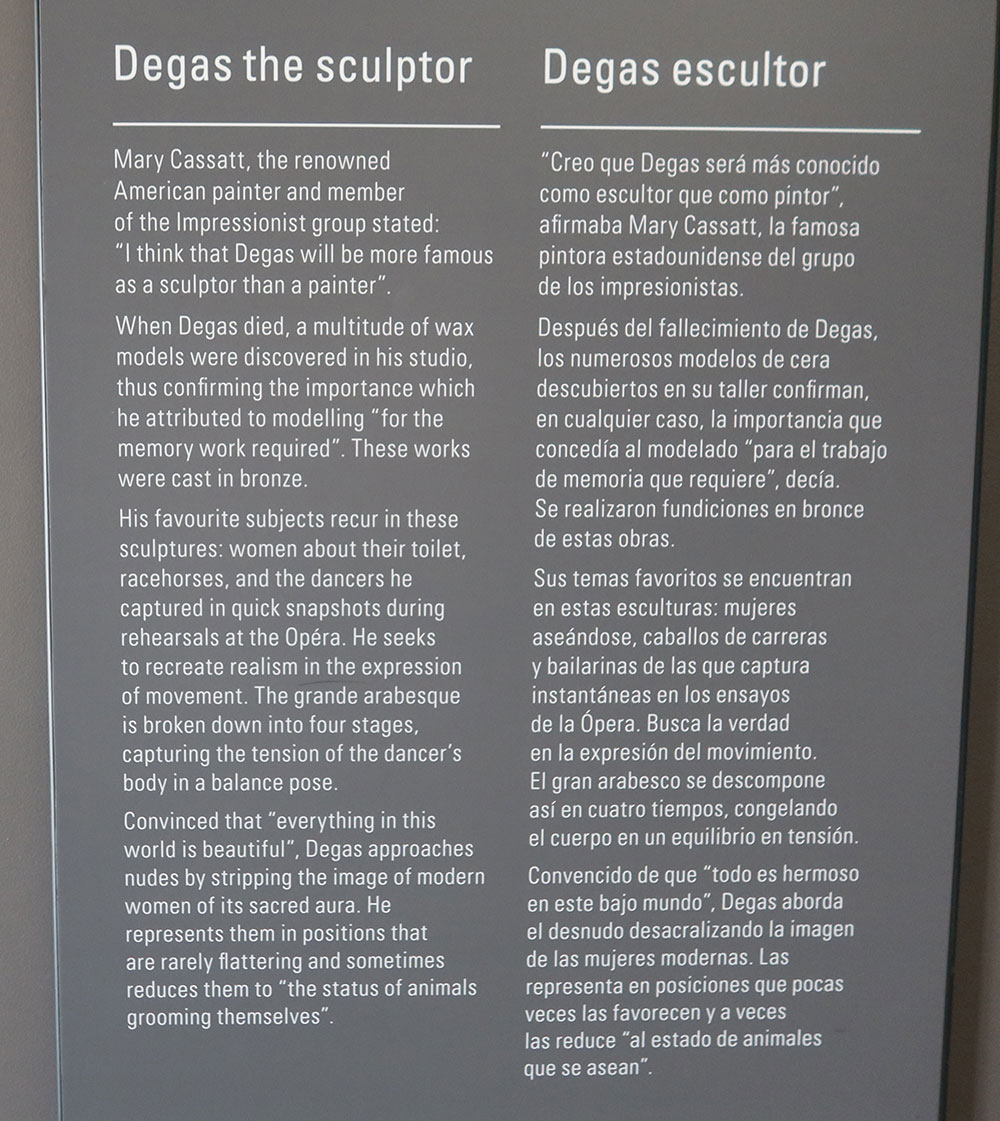 Degas the sculptor
Mary Cassatt, the renowned
American painter and member
of the Impressionist group stated:
“I think that Degas will be more famous
as a sculptor than a painter”.
When Degas died, a multitude of wax
models were discovered in his studio,
thus confirming the importance which
he attributed to modelling “for the
memory work required”. These works
were cast in bronze.
His favourite subjects recur in these
sculptures: women about their toilet,
racehorses, and the dancers he
captured in quick snapshots during
rehearsals at the Opéra. He seeks
to recreate realism in the expression
of movement. The grande arabesque
is broken down into four stages,
capturing the tension of the dancer’s
body in a balance pose.
Convinced that “everything in this
world is beautiful”, Degas approaches
nudes by stripping the image of modern
women of its sacred aura. He
represents them in positions that
are rarely flattering and sometimes
reduces them to “the status of animals
grooming themselves”.
Degas escultor
“Creo que Degas será más conocido
como escultor que como pintor”,
afirmaba Mary Cassatt, la famosa
pintora estadounidense del grupo
de los impresionistas.
Después del fallecimiento de Degas,
los numerosos modelos de cera
descubiertos en su taller confirman,
en cualquier caso, la importancia que
concedía al modelado “para el trabajo
de memoria que requiere”, decía.
Se realizaron fundiciones en bronce
de estas obras.
Sus temas favoritos se encuentran
en estas esculturas: mujeres
aseándose, caballos de carreras
y bailarinas de las que captura
instantáneas en los ensayos
de la Ópera. Busca la verdad
en la expresión del movimiento.
El gran arabesco se descompone
así en cuatro tiempos, congelando
el cuerpo en un equilibrio en tensión.
Convencido de que “todo es hermoso
en este bajo mundo”, Degas aborda
el desnudo desacralizando la imagen
de las mujeres modernas. Las
representa en posiciones que pocas
veces las favorecen y a veces
las reduce “al estado de animales
que se asean”.